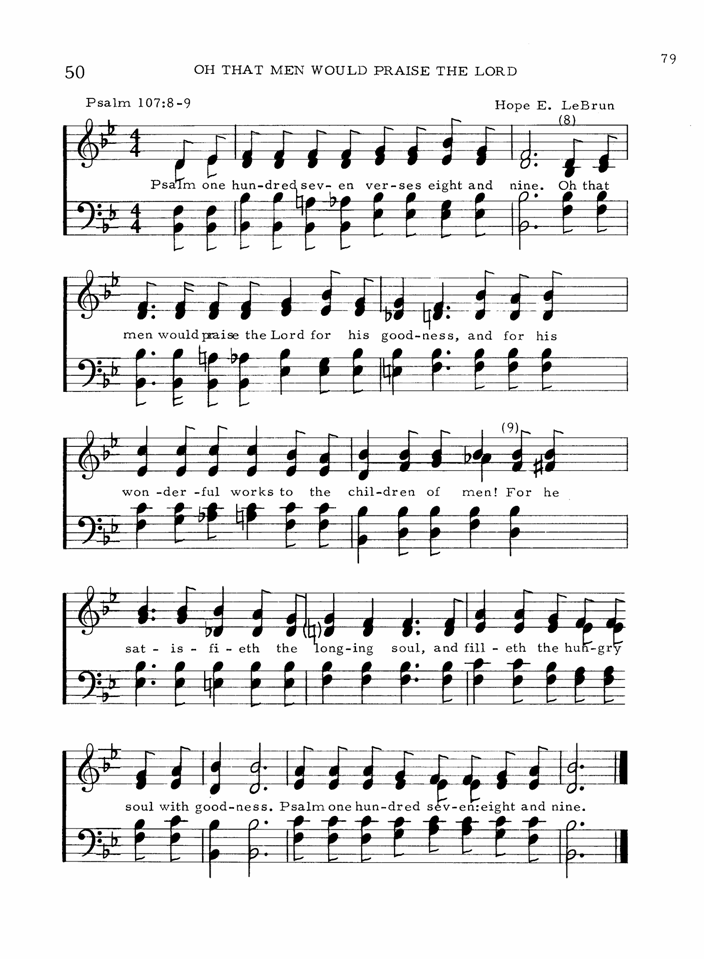 79
50 OH THAT MEN WOULD PRAISE THE LORD
Psalm 107:8-9 Hope E. LeBrun
(8)
4
4
Psalm one hun-dred sev- en ver-ses eight and nine. Oh that
4
4
men would praise the Lord for his good-ness, and for his
(9)
won -der -ful works to the chil-dren of men! For he
sat - is - fi - eth the long-ing soul, and fill - eth the hun-gry
soul with good-ness. Psalm one hun-dred sev-en:eight and nine.